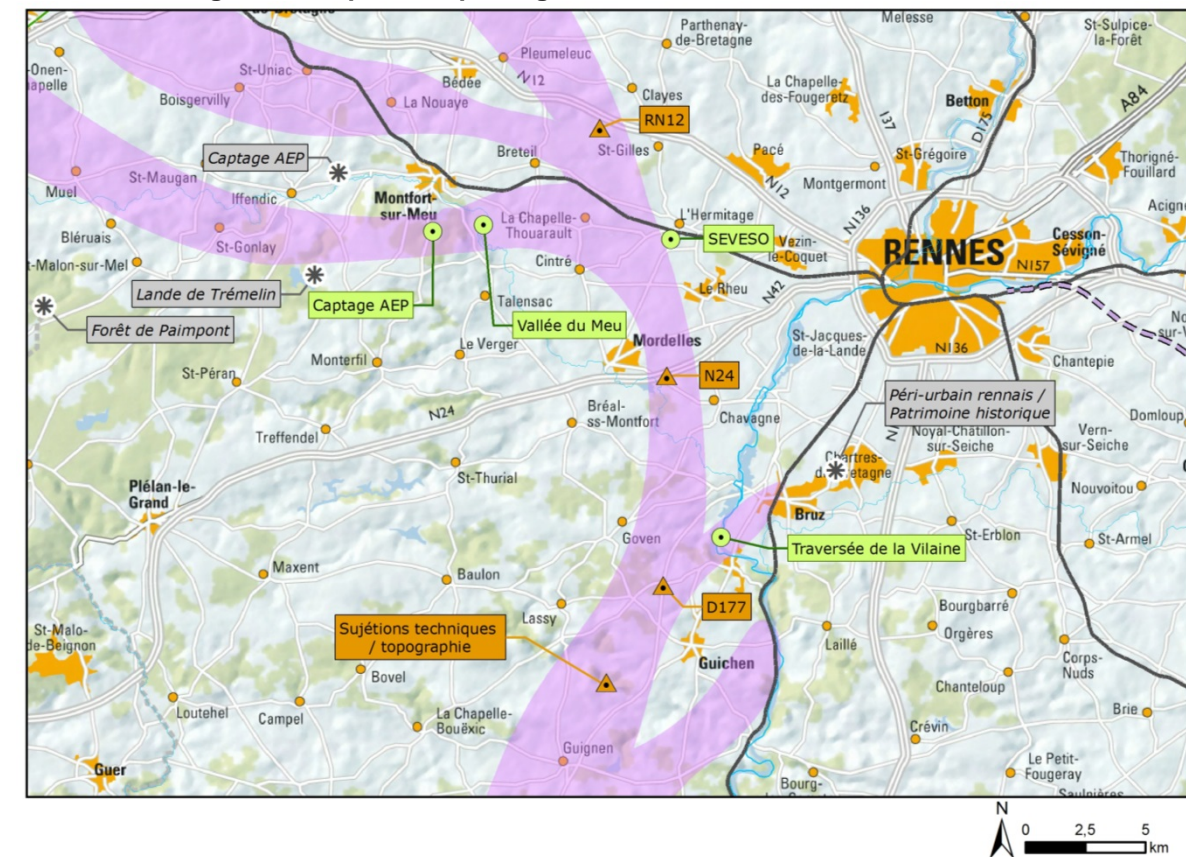 Parthenay-
de-Bretagne
Melesse
St-Sulpice-
la-Forêt
-Onen-
St-Uniac
Pleumeleuc
Bédée
N12
La Chapelle-
des-Fougeretz
Betton
A84
Boisgervilly
La Nouaye
Clayes
I37
D175
RN12
Captage AEP
Breteil
St-Gilles
Pacé
St-Grégoire
Thorigné-
Fouillard
Muel
St-Maugan
Iffendic
Montfort-
sur-Meu
N12
Montgermont
N136
Acign
Bléruais
St-Gonlay
La Chapelle-
Thouarault
L'Hermitage
SEVESO
Vezin-
le-Coquet
RENNES
Cesson-
Sévigné
t-Malon-sur-Mel
Cintré
N157
Lande de Trémelin
Captage AEP
Talensac
Le Rheu
N42
Forêt de Paimpont
Vallée du Meu
St-Jacques-
de-la-Lande
N136
Monterfil
Le Verger
Mordelles
Chantepie
St-Péran
N24
Péri-urbain rennais /
Patrimoine historique
N24
Bréal-
ss-Montfort
Chavagne
Domloup
Treffendel
Noyal-Châtillon-
sur-Seiche
Vern-
sur-Seiche
St-Thurial
Plélan-le-
Grand
Nouvoitou
Bruz
Goven
Traversée de la Vilaine
St-Erblon
St-Armel
Maxent
Baulon
D177
Lassy
Bourgbarré
Sujétions techniques
/ topographie
St-Malo-
de-Beignon
Orgères
Laillé
Guichen
Corps-
Nuds
Bovel
Chanteloup
Loutehel
Campel
La Chapelle-
Bouëxic
Brie
Crévin
Guignen
Guer
Le Petit-
Fougeray
Bourg-
N
0 2,5 5
km